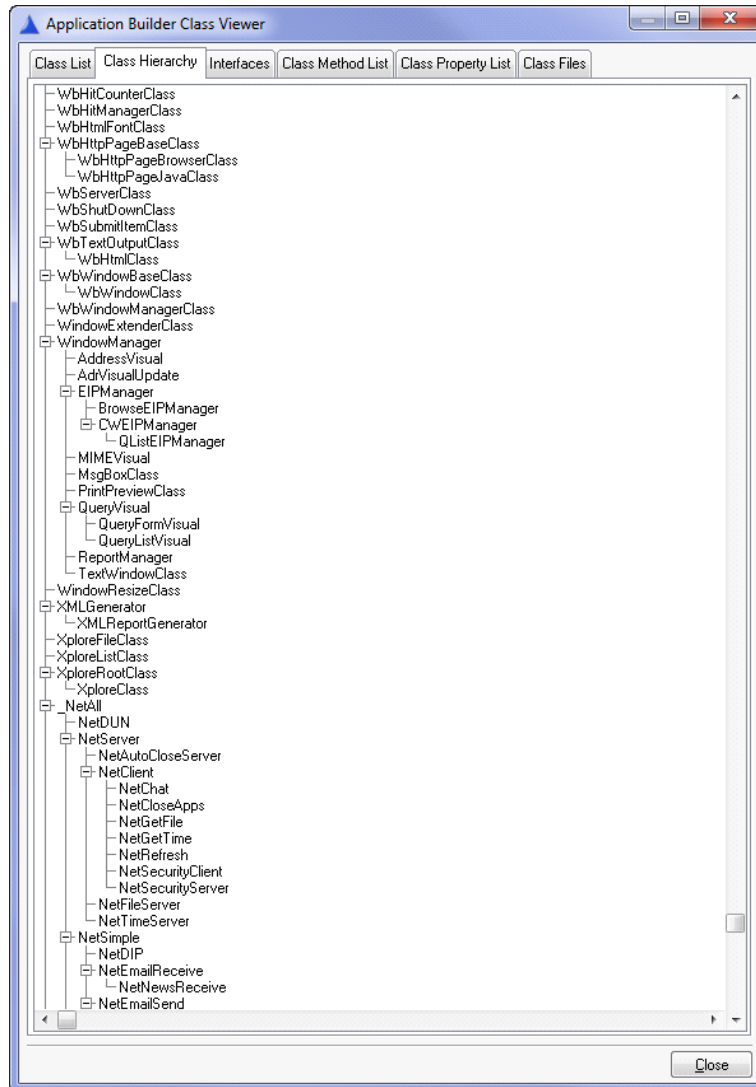 Application Builder Class Viewer
Class List Class Hierarchy Interfaces Class Method List Class Property List Class Files
WbHitCounterClass
WbHitManagerClass
WbHtmlFontClass
WbHttpPageBaseClass
WbHttpPageBrowserClass
WbHttpPageJavaClass
WbServerClass
WbShutDownClass
WbSubmitItemClass
WbTextOutputClass
WbHtmlClass
WbWindowBaseClass
WbWindowClass
WbWindowManagerClass
WindowExtenderClass
WindowManager
AddressVisual
AdrVisualUpdate
EIPManager
BrowseEIPManager
CWEIPManager
QListEIPManager
MIMEVisual
MsgBoxClass
PrintPreviewClass
QueryVisual
QueryFormVisual
QueryListVisual
ReportManager
TextWindowClass
WindowResizeClass
XMLGenerator
XMLReportGenerator
XploreFileClass
XploreListClass
XploreRootClass
XploreClass
_NetAll
NetDUN
NetServer
NetAutoCloseServer
NetClient
NetChat
NetCloseApps
NetGetFile
NetGetTime
NetRefresh
NetSecurityClient
NetSecurityServer
NetFileServer
NetTimeServer
NetSimple
NetDIP
NetEmailReceive
NetNewsReceive
NetEmailSend
Close